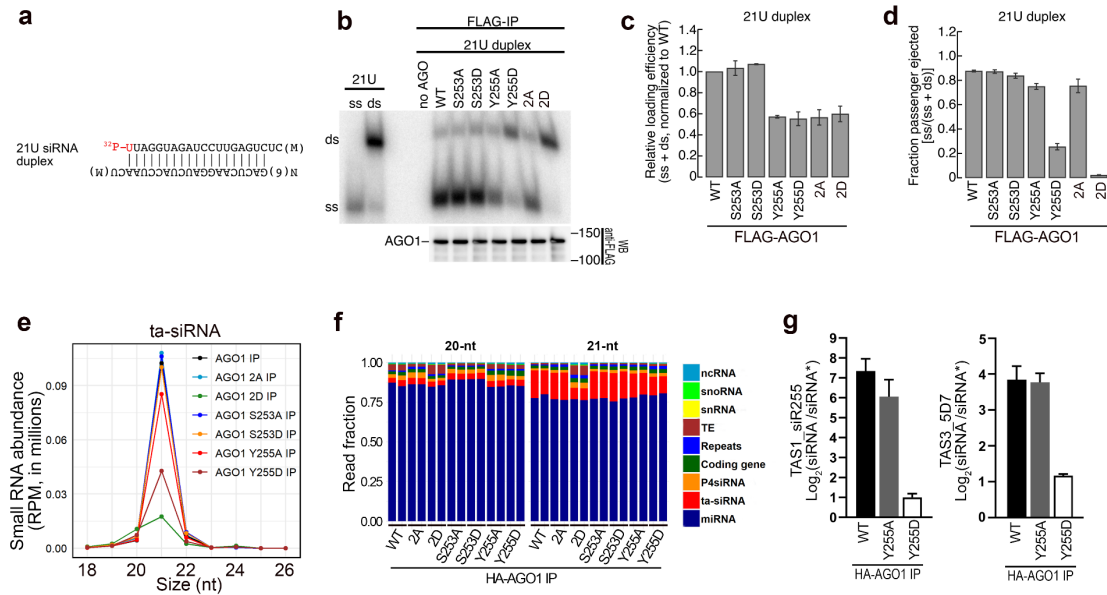 a
21U siRNA
duplex
32P–UUAGGUAGAUCCUUGAGUCUC(M)
b
FLAG-IP
21U duplex
21U
ss ds
no AGO
WT
S253A
S253D
Y255A
Y255D
2A
2D
ds
ss
AGO1–
–150
–100
WB
anti-FLAG
c
21U duplex
Relative loading efficiency
(ss + ds, normalized to WT)
1.4
1.2
1.0
0.8
0.6
0.4
0.2
0
WT
S253A
S253D
Y255A
Y255D
2A
2D
FLAG-AGO1
d
21U duplex
Fraction passenger ejected
[ss/(ss + ds)]
1.0
0.8
0.6
0.4
0.2
0
WT
S253A
S253D
Y255A
Y255D
2A
2D
FLAG-AGO1
e
ta-siRNA
Small RNA abundance
(RPM, in millions)
0.09
0.06
0.03
0.00
AGO1 IP
AGO1 2A IP
AGO1 2D IP
AGO1 S253A IP
AGO1 S253D IP
AGO1 Y255A IP
AGO1 Y255D IP
18 20 22 24 26
Size (nt)
f
20-nt
21-nt
Read fraction
1.00
0.75
0.50
0.25
0.00
WT
2A
2D
S253A
S253D
Y255A
Y255D
WT
2A
2D
S253A
S253D
Y255A
Y255D
HA-AGO1 IP
ncRNA
snoRNA
snRNA
TE
Repeats
Coding gene
P4siRNA
ta-siRNA
miRNA
g
TAS1_siR255
Log2(siRNA /siRNA*)
9
8
7
6
5
4
3
2
1
0
WT
Y255A
Y255D
HA-AGO1 IP
TAS3_5D7
Log2(siRNA /siRNA*)
5
4
2
1
0
WT
Y255A
Y255D
HA-AGO1 IP